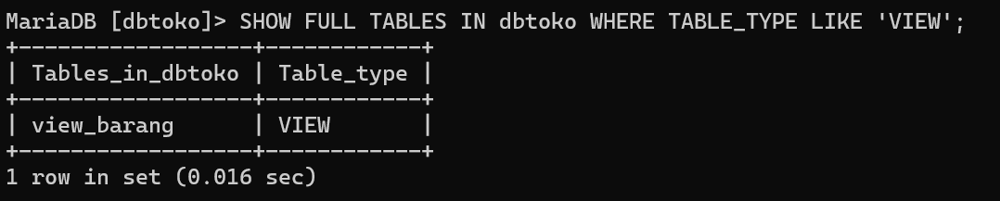 MariaDB [dbtoko]> SHOW FULL TABLES IN dbtoko WHERE TABLE_TYPE LIKE 'VIEW';
+------------------+------------+
| Tables_in_dbtoko | Table_type |
+------------------+------------+
| view_barang      | VIEW       |
+------------------+------------+
1 row in set (0.016 sec)